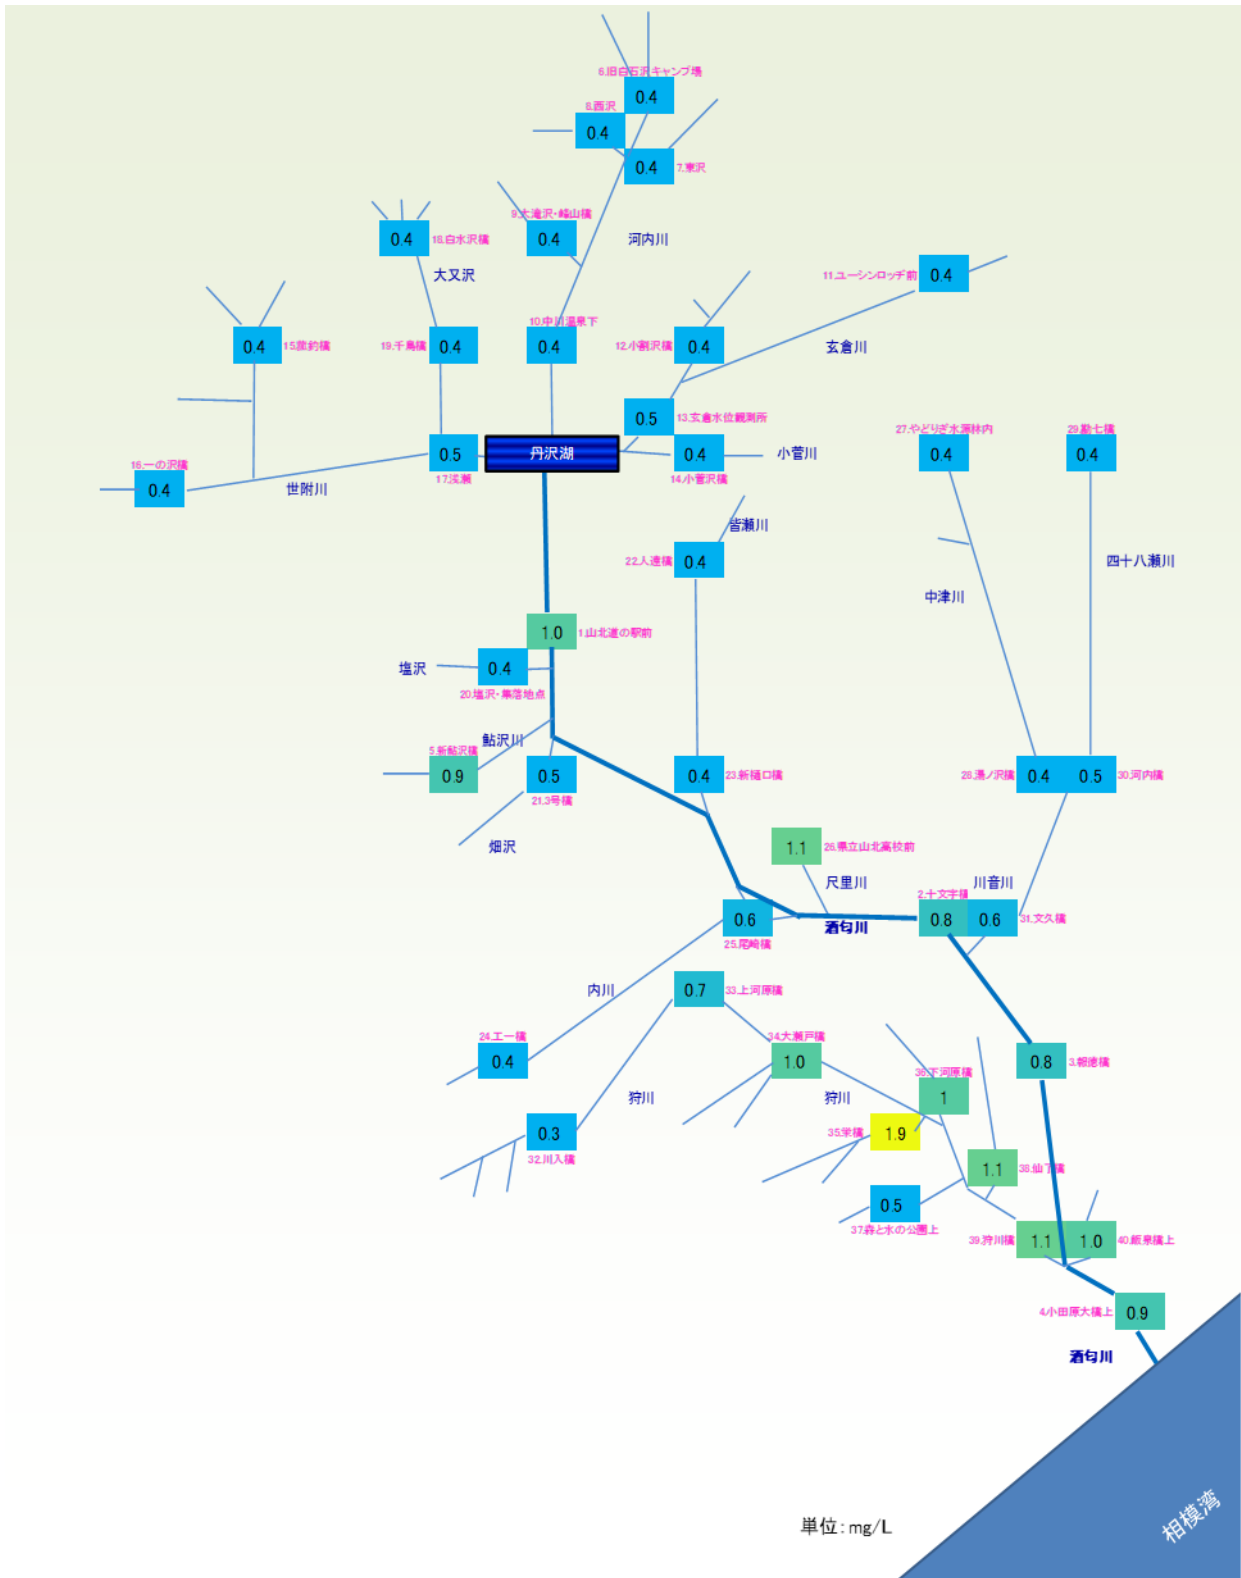 6.旧白石沢キャンプ場
0.4
8.西沢
0.4
0.4
7.東沢
9.大滝沢・峰山橋
0.4
河内川
0.4
18.白水沢橋
大又沢
11.ユーシンロッヂ前
0.4
10.中川温泉下
0.4
0.4
15.
19.千鳥橋
0.4
12.小割沢橋
0.4
玄倉川
0.5
13.玄倉水位観測所
27.やどりぎ水源林内
0.4
29.勘七橋
0.4
0.5
17.浅瀬
丹沢湖
0.4
14.小菅沢橋
小菅川
16.一の沢橋
0.4
世附川
皆瀬川
22.人遠橋
0.4
四十八瀬川
中津川
1.0
1.山北道の駅前
塩沢
0.4
20.塩沢・集落地点
鮎沢川
5.新鮎沢橋
0.9
0.5
21.3号橋
畑沢
0.4
23.新樋口橋
28.湯ノ沢橋
0.4
0.5
30.河内橋
1.1
26.県立山北高校前
尺里川
川音川
2.十文字橋
0.8
0.6
31.文久橋
0.6
25.尾崎橋
酒匂川
内川
0.7
33.上河原橋
24.エー橋
0.4
34.大瀬戸橋
1.0
0.8
3.報徳橋
狩川
狩川
36.下河原橋
1
0.3
32.川入橋
35.栄橋
1.9
1.1
38.仙了橋
0.5
37.森と水の公園上
39.狩川橋
1.1
1.0
40.飯泉橋上
4.小田原大橋上
0.9
酒匂川
単位：mg/L
相模湾